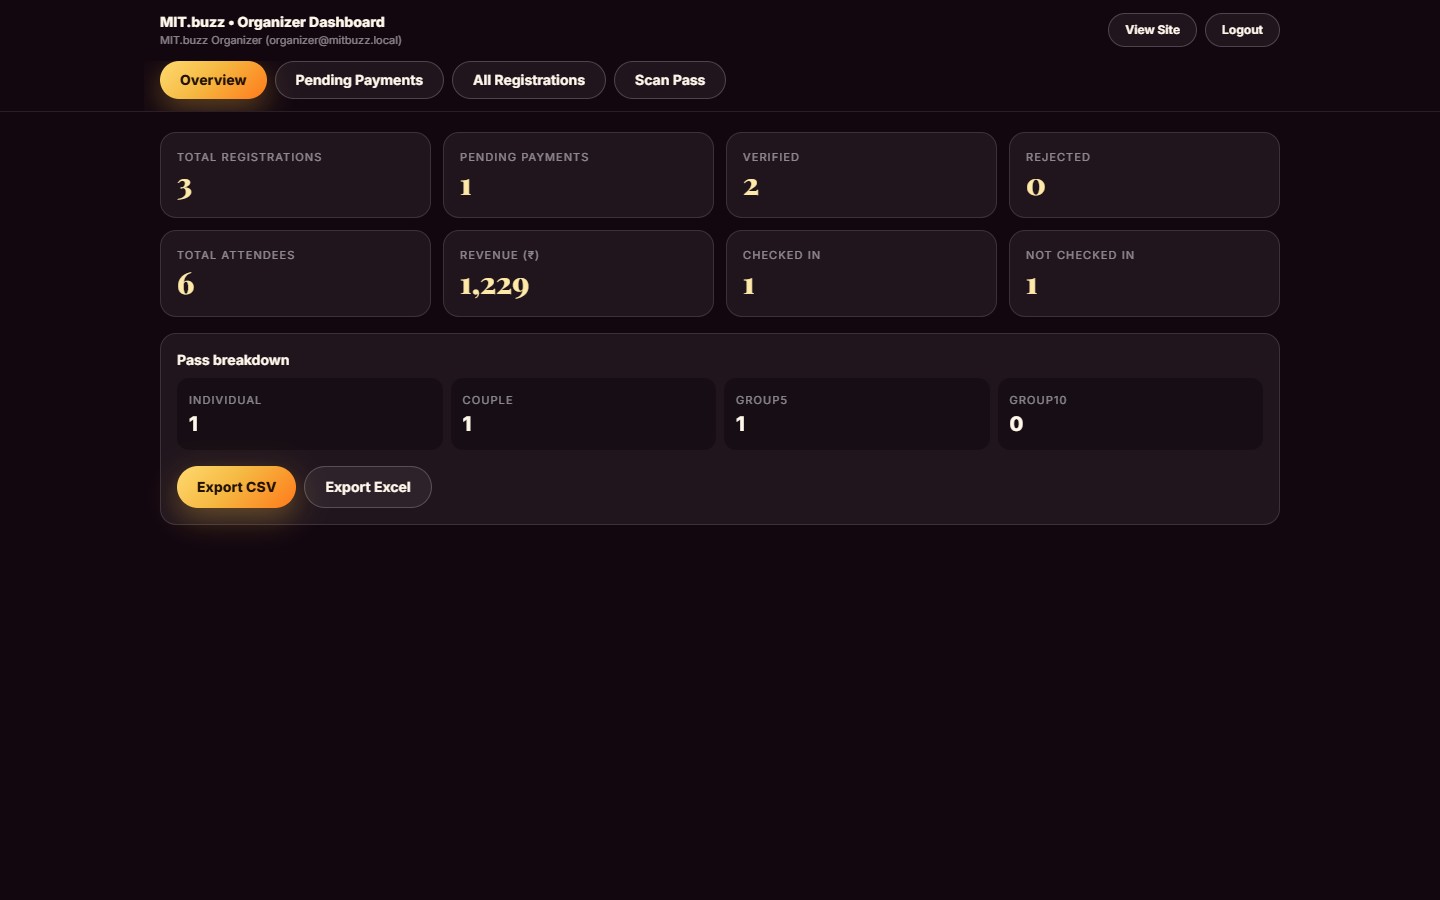 MIT.buzz • Organizer Dashboard
MIT.buzz Organizer (organizer@mitbuzz.local)
View Site
Logout
Overview
Pending Payments
All Registrations
Scan Pass
TOTAL REGISTRATIONS
3
PENDING PAYMENTS
1
VERIFIED
2
REJECTED
0
TOTAL ATTENDEES
6
REVENUE (₹)
1,229
CHECKED IN
1
NOT CHECKED IN
1
Pass breakdown
INDIVIDUAL
1
COUPLE
1
GROUP5
1
GROUP10
0
Export CSV
Export Excel